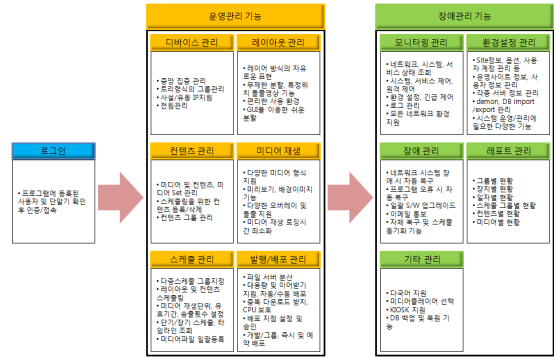 로그인
• 프로그램에 등록된
사용자 및 단말기 확인
후 인증/접속
운영관리 기능
디바이스 관리
• 중앙 집중 관리
• 트리형식의 그룹관리
• 사설/유동 IP지원
• 전원관리
레이아웃 관리
• 레이어 방식의 자유
로운 표현
• 무제한 분할, 특정위
치 돌출영상 기능
• 편리한 사용 환경
• GUI를 이용한 쉬운
분할
컨텐츠 관리
• 미디어 및 컨텐츠, 미
디어 Set 관리
• 스케줄링을 위한 컨
텐츠 등록/삭제
• 컨텐츠 그룹 관리
미디어 재생
• 다양한 미디어 형식
지원
• 미리보기, 배경이미지
기능
• 다양한 오버레이 및
돌출 지원
• 미디어 재생 로딩시
간 최소화
스케줄 관리
• 다중스케줄 그룹지정
• 레이아웃 및 컨텐츠
스케줄링
• 미디어 재생단위, 유
효기간, 송출횟수 설정
• 단기/장기 스케줄, 타
임라인 조회
• 미디어파일 일괄등록
발행/배포 관리
• 파일 서버 분산
• 대용량 및 이어받기
지원, 자동/수동 배포
• 중복 다운로드 방지,
CPU 보호
• 배포 지점 설정 및
승인
• 개별/그룹, 즉시 및 예
약 배포
장애관리 기능
모니터링 관리
• 네트워크, 시스템, 서
비스 상태 조회
• 시스템, 서비스 제어,
원격 제어
• 환경 설정, 긴급 제어
• 로그 관리
• 모든 네트워크 환경
지원
환경설정 관리
• Site정보, 옵션, 사용
자 계정 관리 등
• 운영사이트 정보, 사
용자 정보 관리
• 각종 서버 정보 관리
• demon, DB import
/export 관리
• 시스템 운영/관리에
필요한 다양한 기능
장애 관리
• 네트워크 시스템 장
애 시 자동 복구
• 프로그램 오류 시 자
동 복구
• 일괄 S/W 업그레이드
• 이메일 통보
• 자체 복구 및 스케줄
동기화 기능
레포트 관리
• 그룹별 현황
• 장치별 현황
• 일자별 현황
• 스케줄 그룹별 현황
• 컨텐츠별 현황
• 미디어별 현황
기타 관리
• 다국어 지원
• 미디어플레이어 선택
• KIOSK 지원
• DB 백업 및 복원 기
능